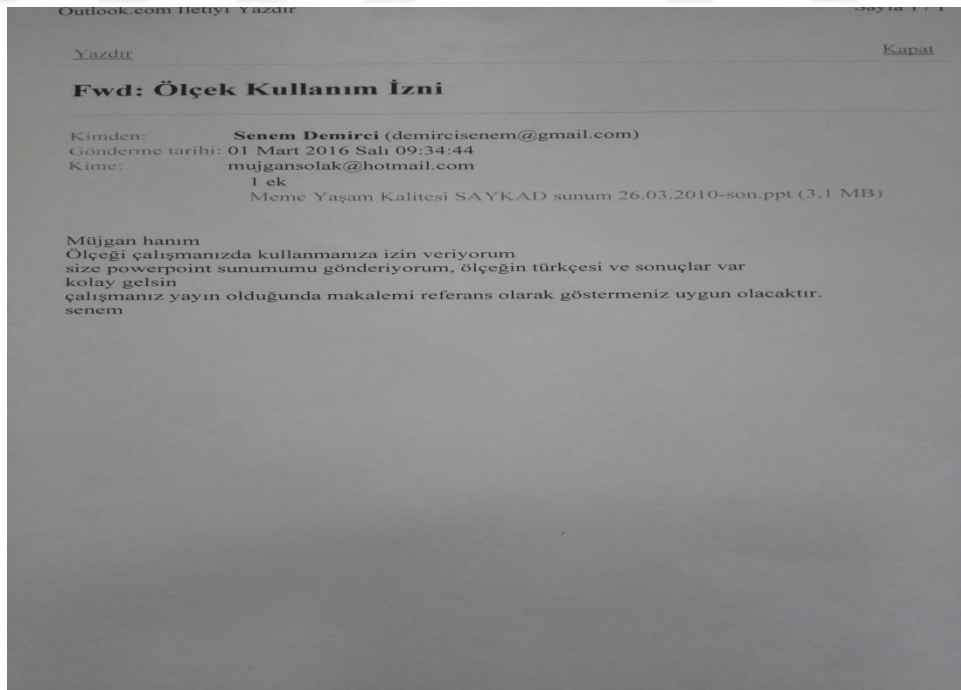 Outlook.com İletiyi Yazdır Sayfa 1 / 1
Yazdır Kapat
Fwd: Ölçek Kullanım İzni
Kimden: Senem Demirci (demircisenem@gmail.com)
Gönderme tarihi: 01 Mart 2016 Salı 09:34:44
Kime: mujgansolak@hotmail.com
1 ek
Meme Yaşam Kalitesi SAYKAD sunum 26.03.2010-son.ppt (3.1 MB)
Müjgan hanım
Ölçeği çalışmanızda kullanmanıza izin veriyorum
size powerpoint sunumumu gönderiyorum, ölçeğin türkçesi ve sonuçlar var
kolay gelsin
çalışmanız yayın olduğunda makalemi referans olarak göstermeniz uygun olacaktır.
senem